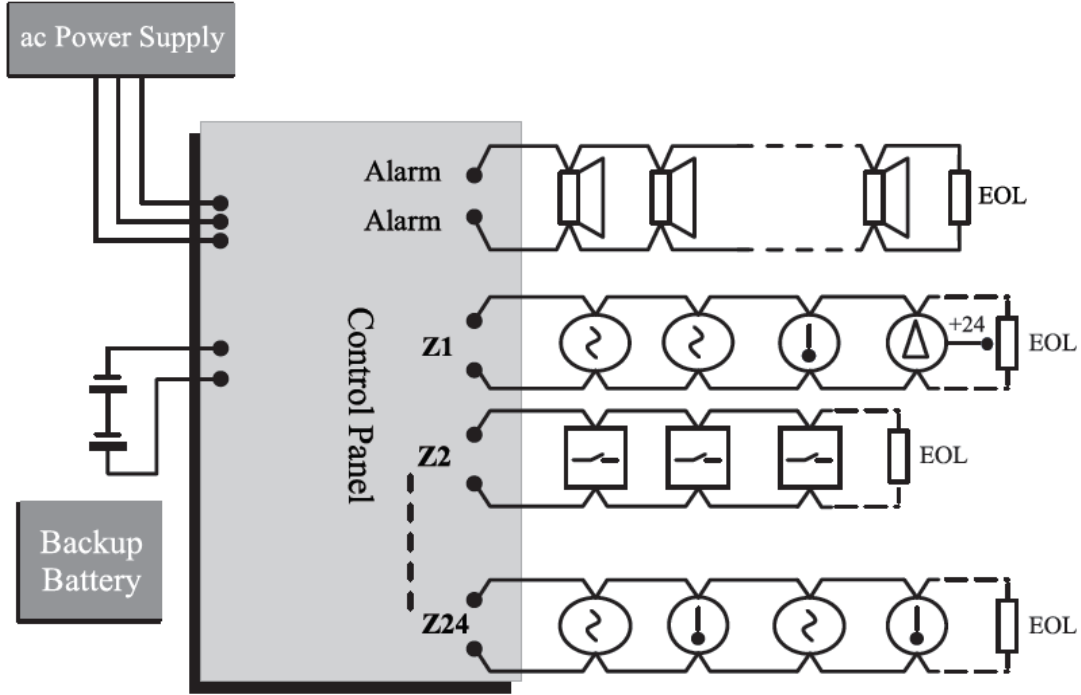 ac Power Supply
Alarm
Alarm
EOL
Control Panel
Z1
+24
EOL
Z2
EOL
Backup
Battery
Z24
EOL